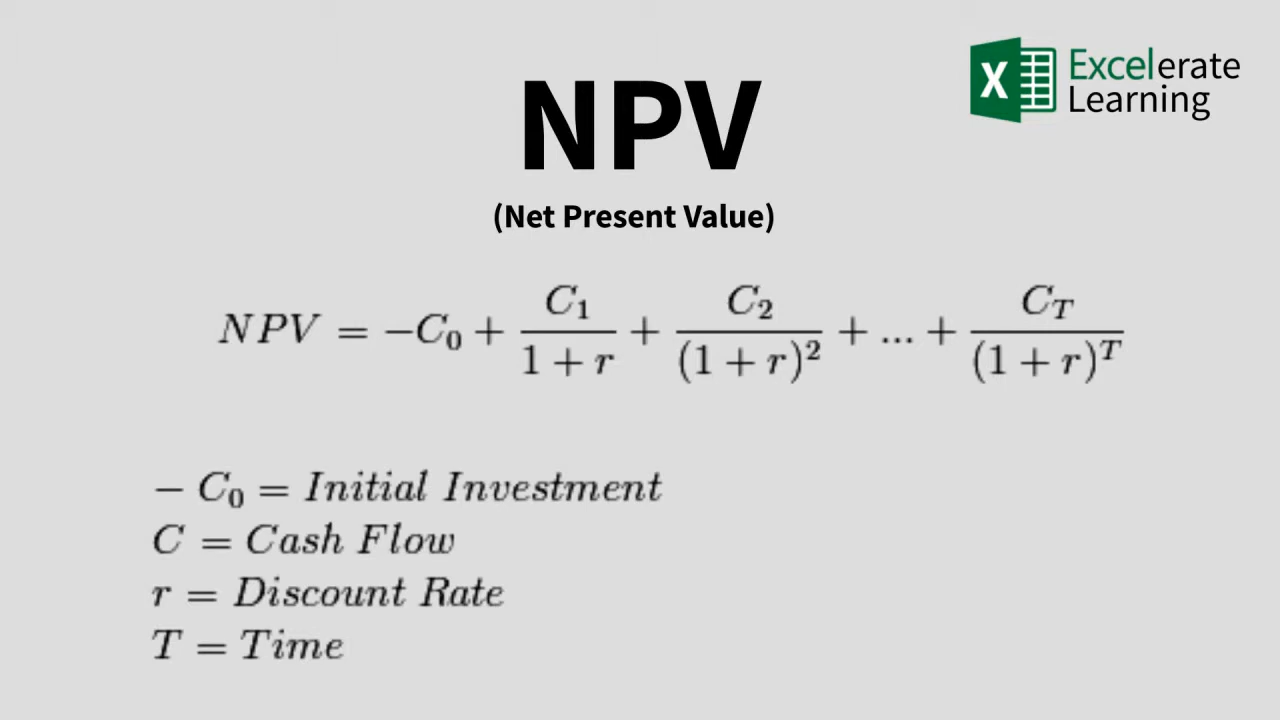 NPV
(Net Present Value)
X Excelerate
Learning
NPV = −C₀ + C₁/(1 + r) + C₂/(1 + r)² + ... + C_T/(1 + r)^T
− C₀ = Initial Investment
C = Cash Flow
r = Discount Rate
T = Time